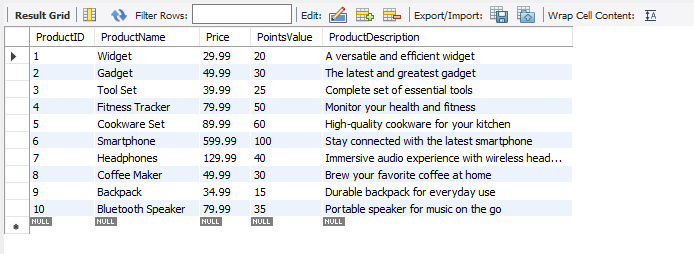 Result Grid Filter Rows: Edit: Export/Import: Wrap Cell Content: IA
ProductID ProductName Price PointsValue ProductDescription
1 Widget 29.99 20 A versatile and efficient widget
2 Gadget 49.99 30 The latest and greatest gadget
3 Tool Set 39.99 25 Complete set of essential tools
4 Fitness Tracker 79.99 50 Monitor your health and fitness
5 Cookware Set 89.99 60 High-quality cookware for your kitchen
6 Smartphone 599.99 100 Stay connected with the latest smartphone
7 Headphones 129.99 40 Immersive audio experience with wireless head...
8 Coffee Maker 49.99 30 Brew your favorite coffee at home
9 Backpack 34.99 15 Durable backpack for everyday use
10 Bluetooth Speaker 79.99 35 Portable speaker for music on the go
NULL NULL NULL NULL NULL